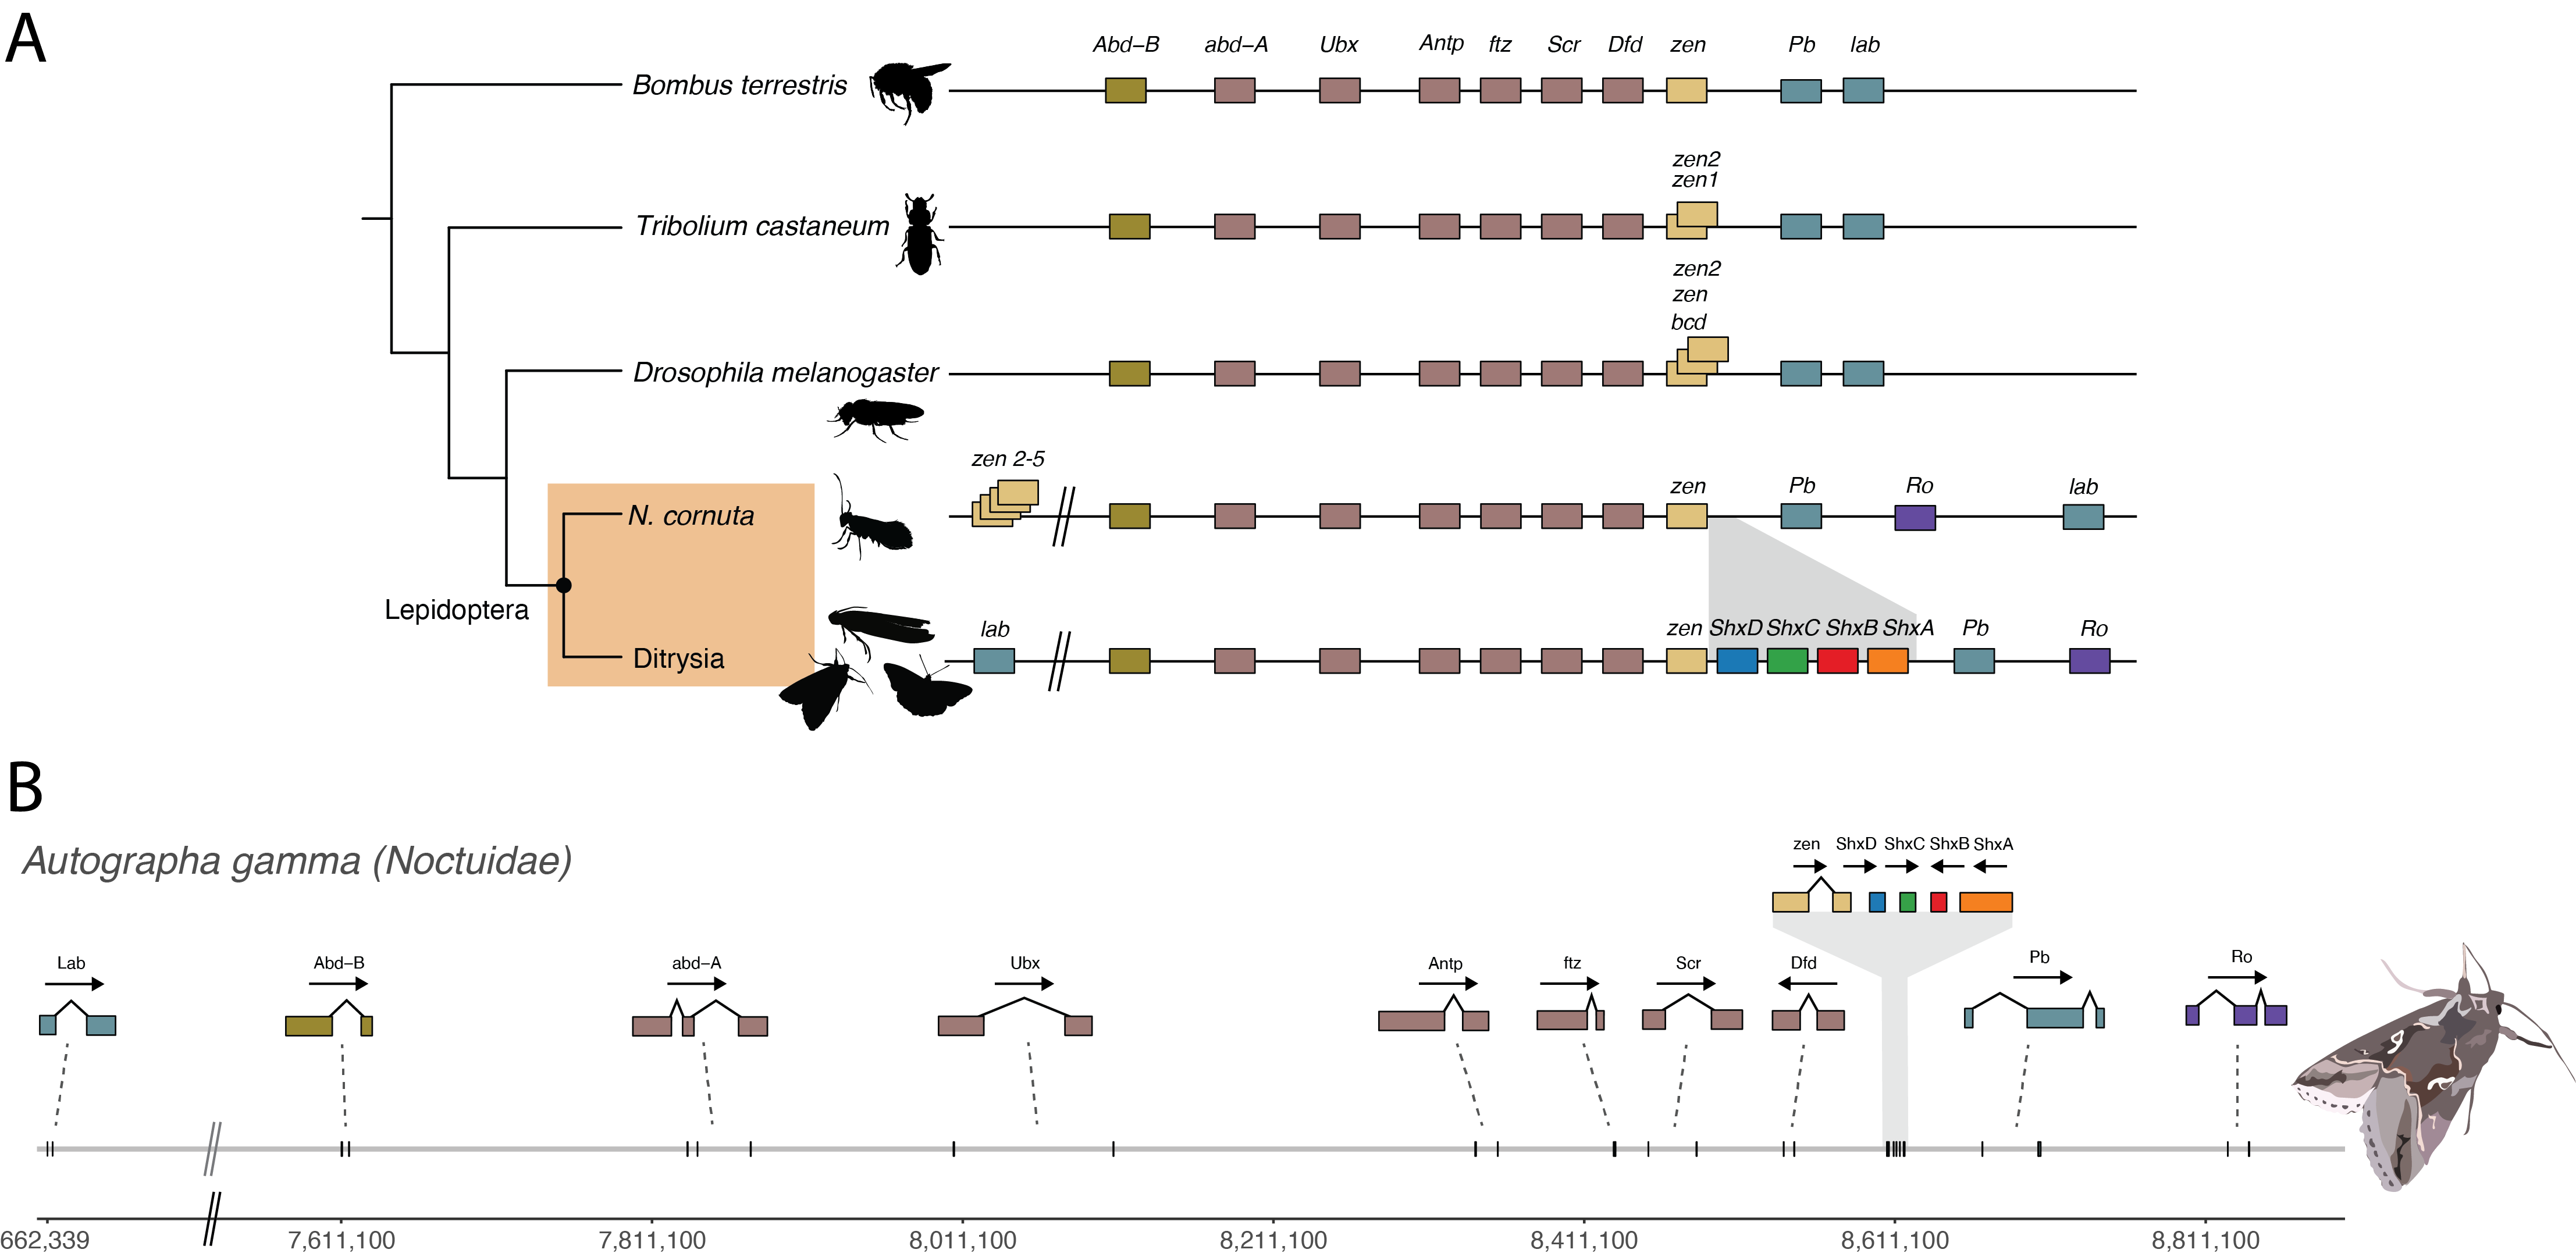 A
Abd–B abd–A Ubx Antp ftz Scr Dfd zen Pb lab
Bombus terrestris
zen2
zen1
Tribolium castaneum
zen2
zen
bcd
Drosophila melanogaster
zen 2-5
zen Pb Ro lab
N. cornuta
Lepidoptera
lab zen ShxD ShxC ShxB ShxA Pb Ro
Ditrysia
B
Autographa gamma (Noctuidae)
zen ShxD ShxC ShxB ShxA
Lab Abd–B abd–A Ubx Antp ftz Scr Dfd Pb Ro
662,339 7,611,100 7,811,100 8,011,100 8,211,100 8,411,100 8,611,100 8,811,100